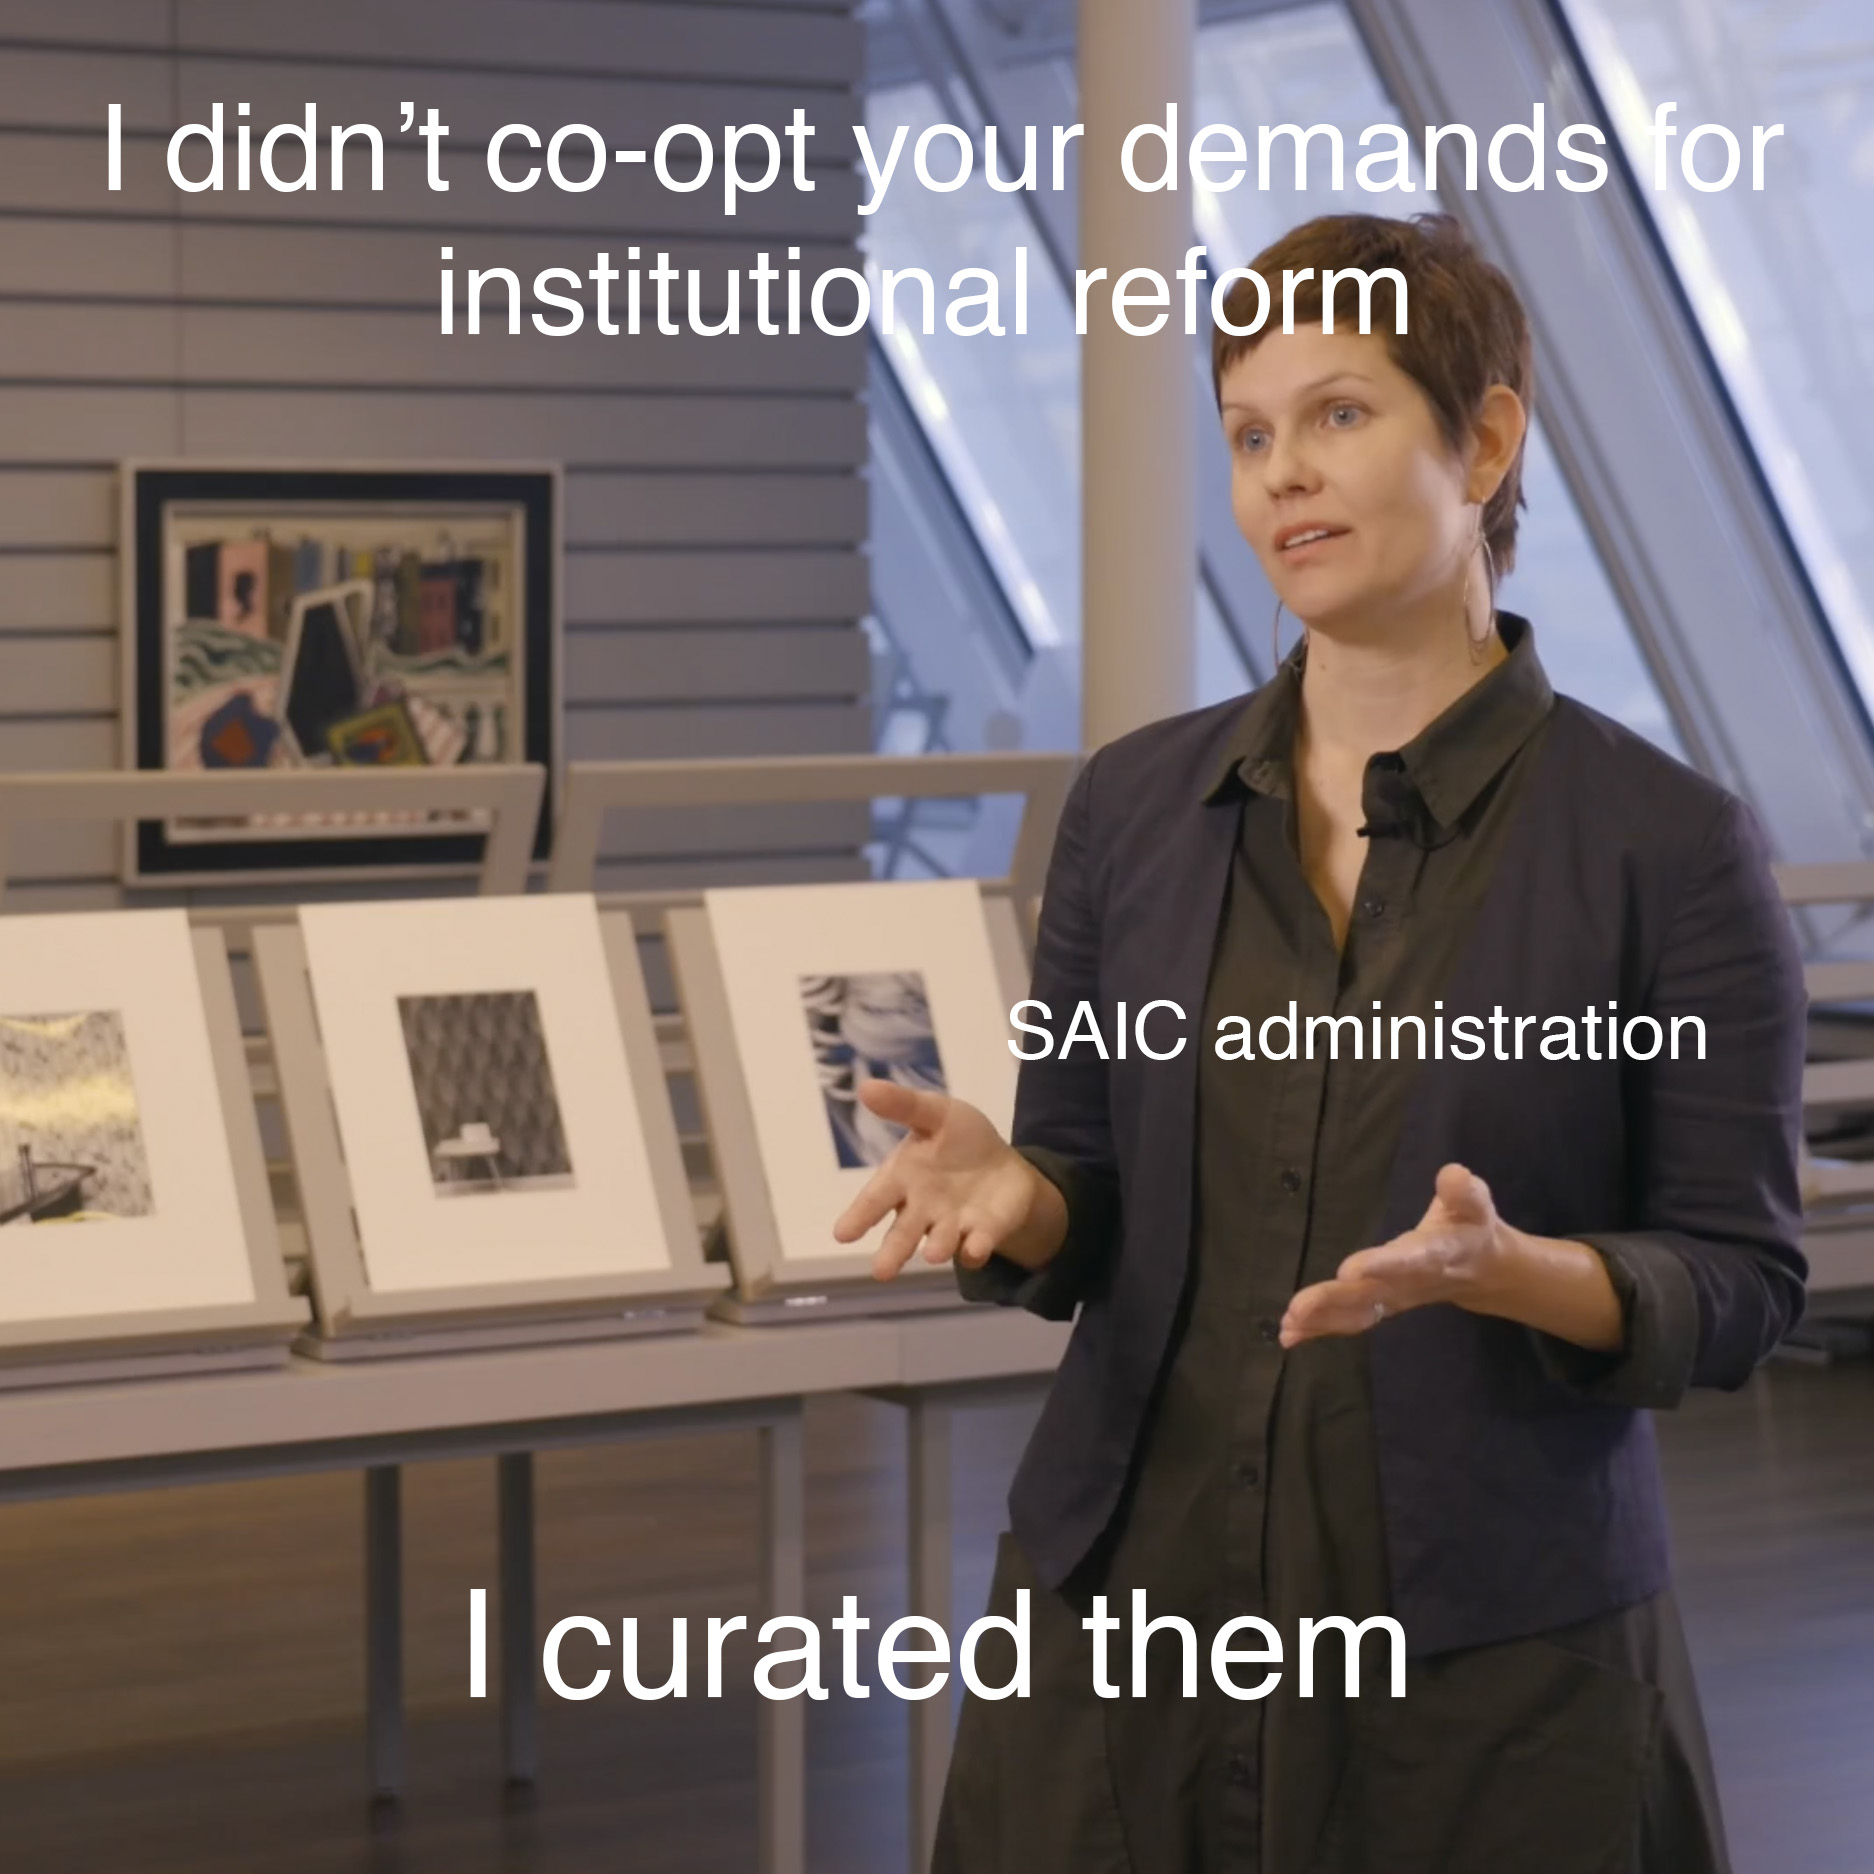 I didn’t co-opt your demands for
institutional reform
SAIC administration
I curated them